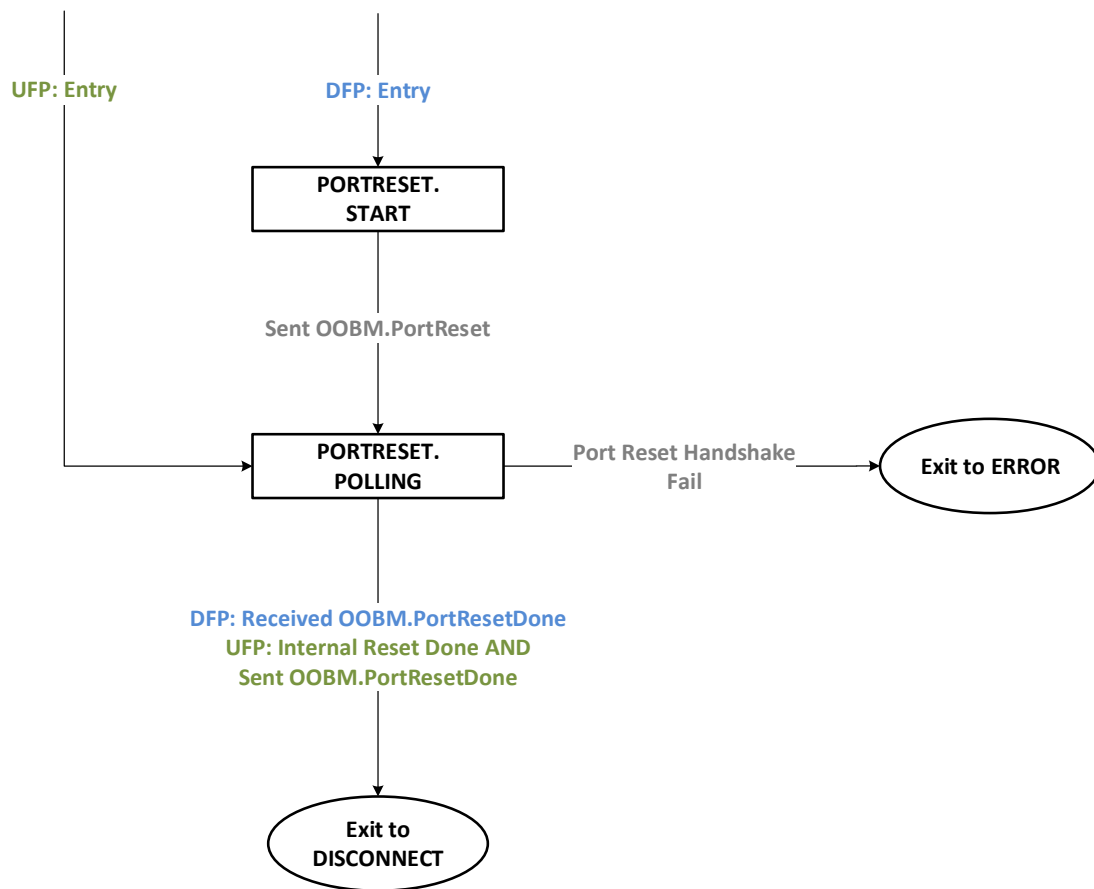 UFP: Entry
DFP: Entry
PORTRESET.
START
Sent OOBM.PortReset
PORTRESET.
POLLING
Port Reset Handshake
Fail
Exit to ERROR
DFP: Received OOBM.PortResetDone
UFP: Internal Reset Done AND
Sent OOBM.PortResetDone
Exit to
DISCONNECT